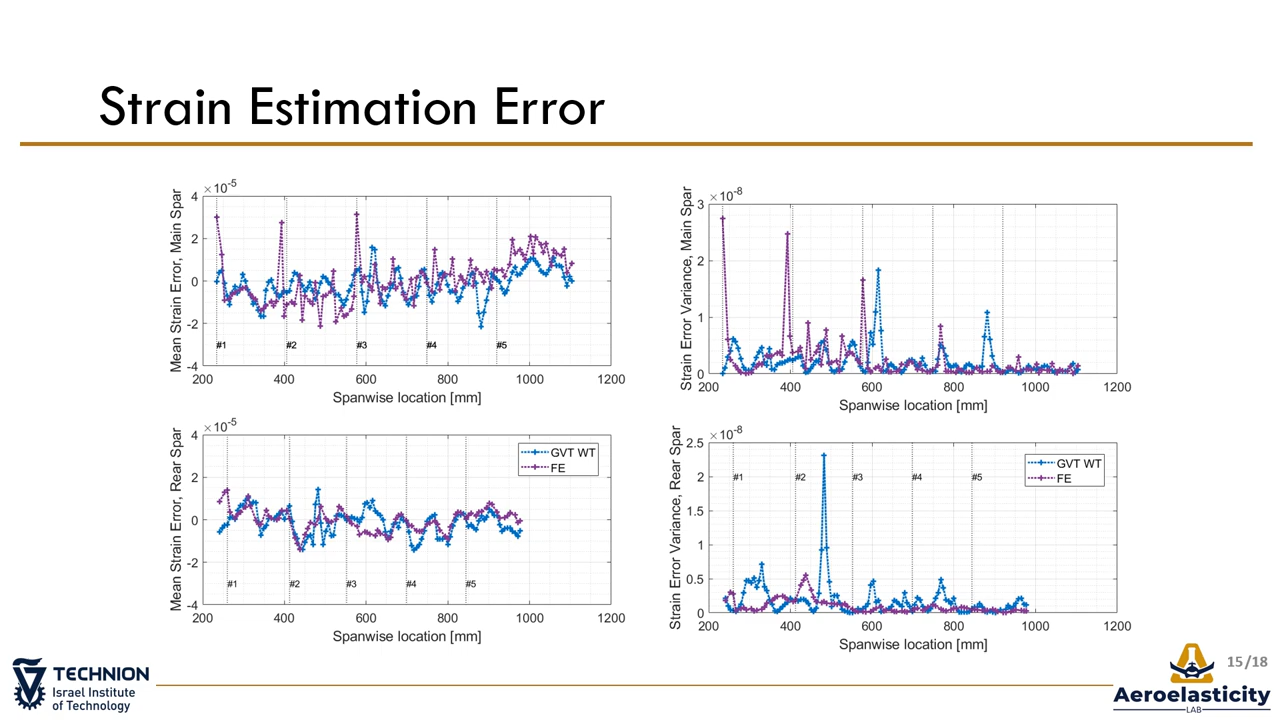 Strain Estimation Error
×10-5
Mean Strain Error, Main Spar
4
2
0
-2
-4
#1 #2 #3 #4 #5
200 400 600 800 1000 1200
Spanwise location [mm]
×10-8
Strain Error Variance, Main Spar
3
2
1
0
200 400 600 800 1000 1200
Spanwise location [mm]
×10-5
Mean Strain Error, Rear Spar
4
2
0
-2
-4
GVT WT
FE
#1 #2 #3 #4 #5
200 400 600 800 1000 1200
Spanwise location [mm]
×10-8
Strain Error Variance, Rear Spar
2.5
2
1.5
1
0.5
0
GVT WT
FE
#1 #2 #3 #4 #5
200 400 600 800 1000 1200
Spanwise location [mm]
TECHNION
Israel Institute
of Technology
15/18
Aeroelasticity
LAB